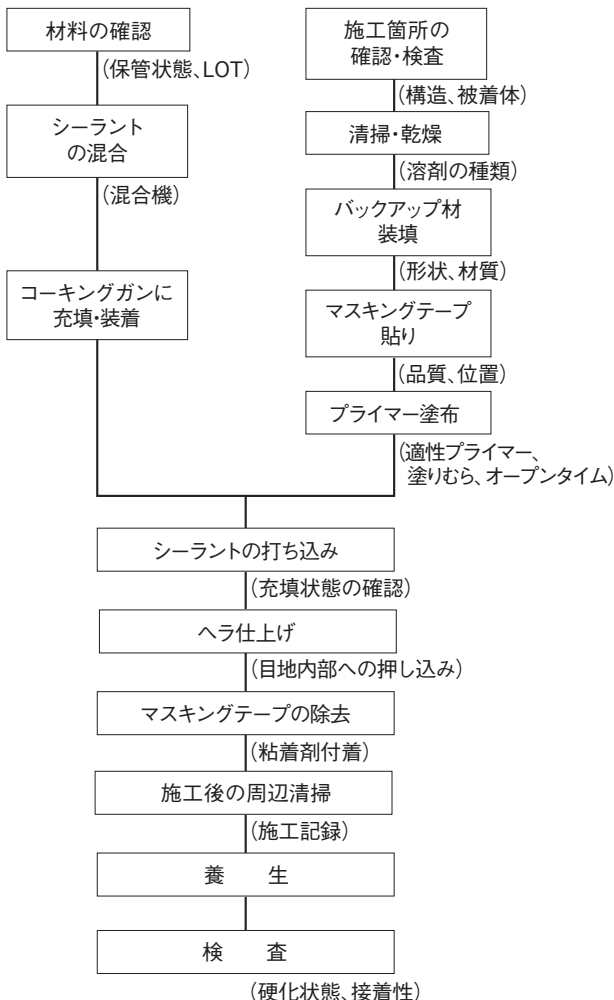 材料の確認
(保管状態、LOT)
シーラント
の混合
(混合機)
コーキングガンに
充填・装着
施工箇所の
確認・検査
(構造、被着体)
清掃・乾燥
(溶剤の種類)
バックアップ材
装填
(形状、材質)
マスキングテープ
貼り
(品質、位置)
プライマー塗布
(適性プライマー、
塗りむら、オープンタイム)
シーラントの打ち込み
(充填状態の確認)
ヘラ仕上げ
(目地内部への押し込み)
マスキングテープの除去
(粘着剤付着)
施工後の周辺清掃
(施工記録)
養　生
検　査
(硬化状態、接着性)